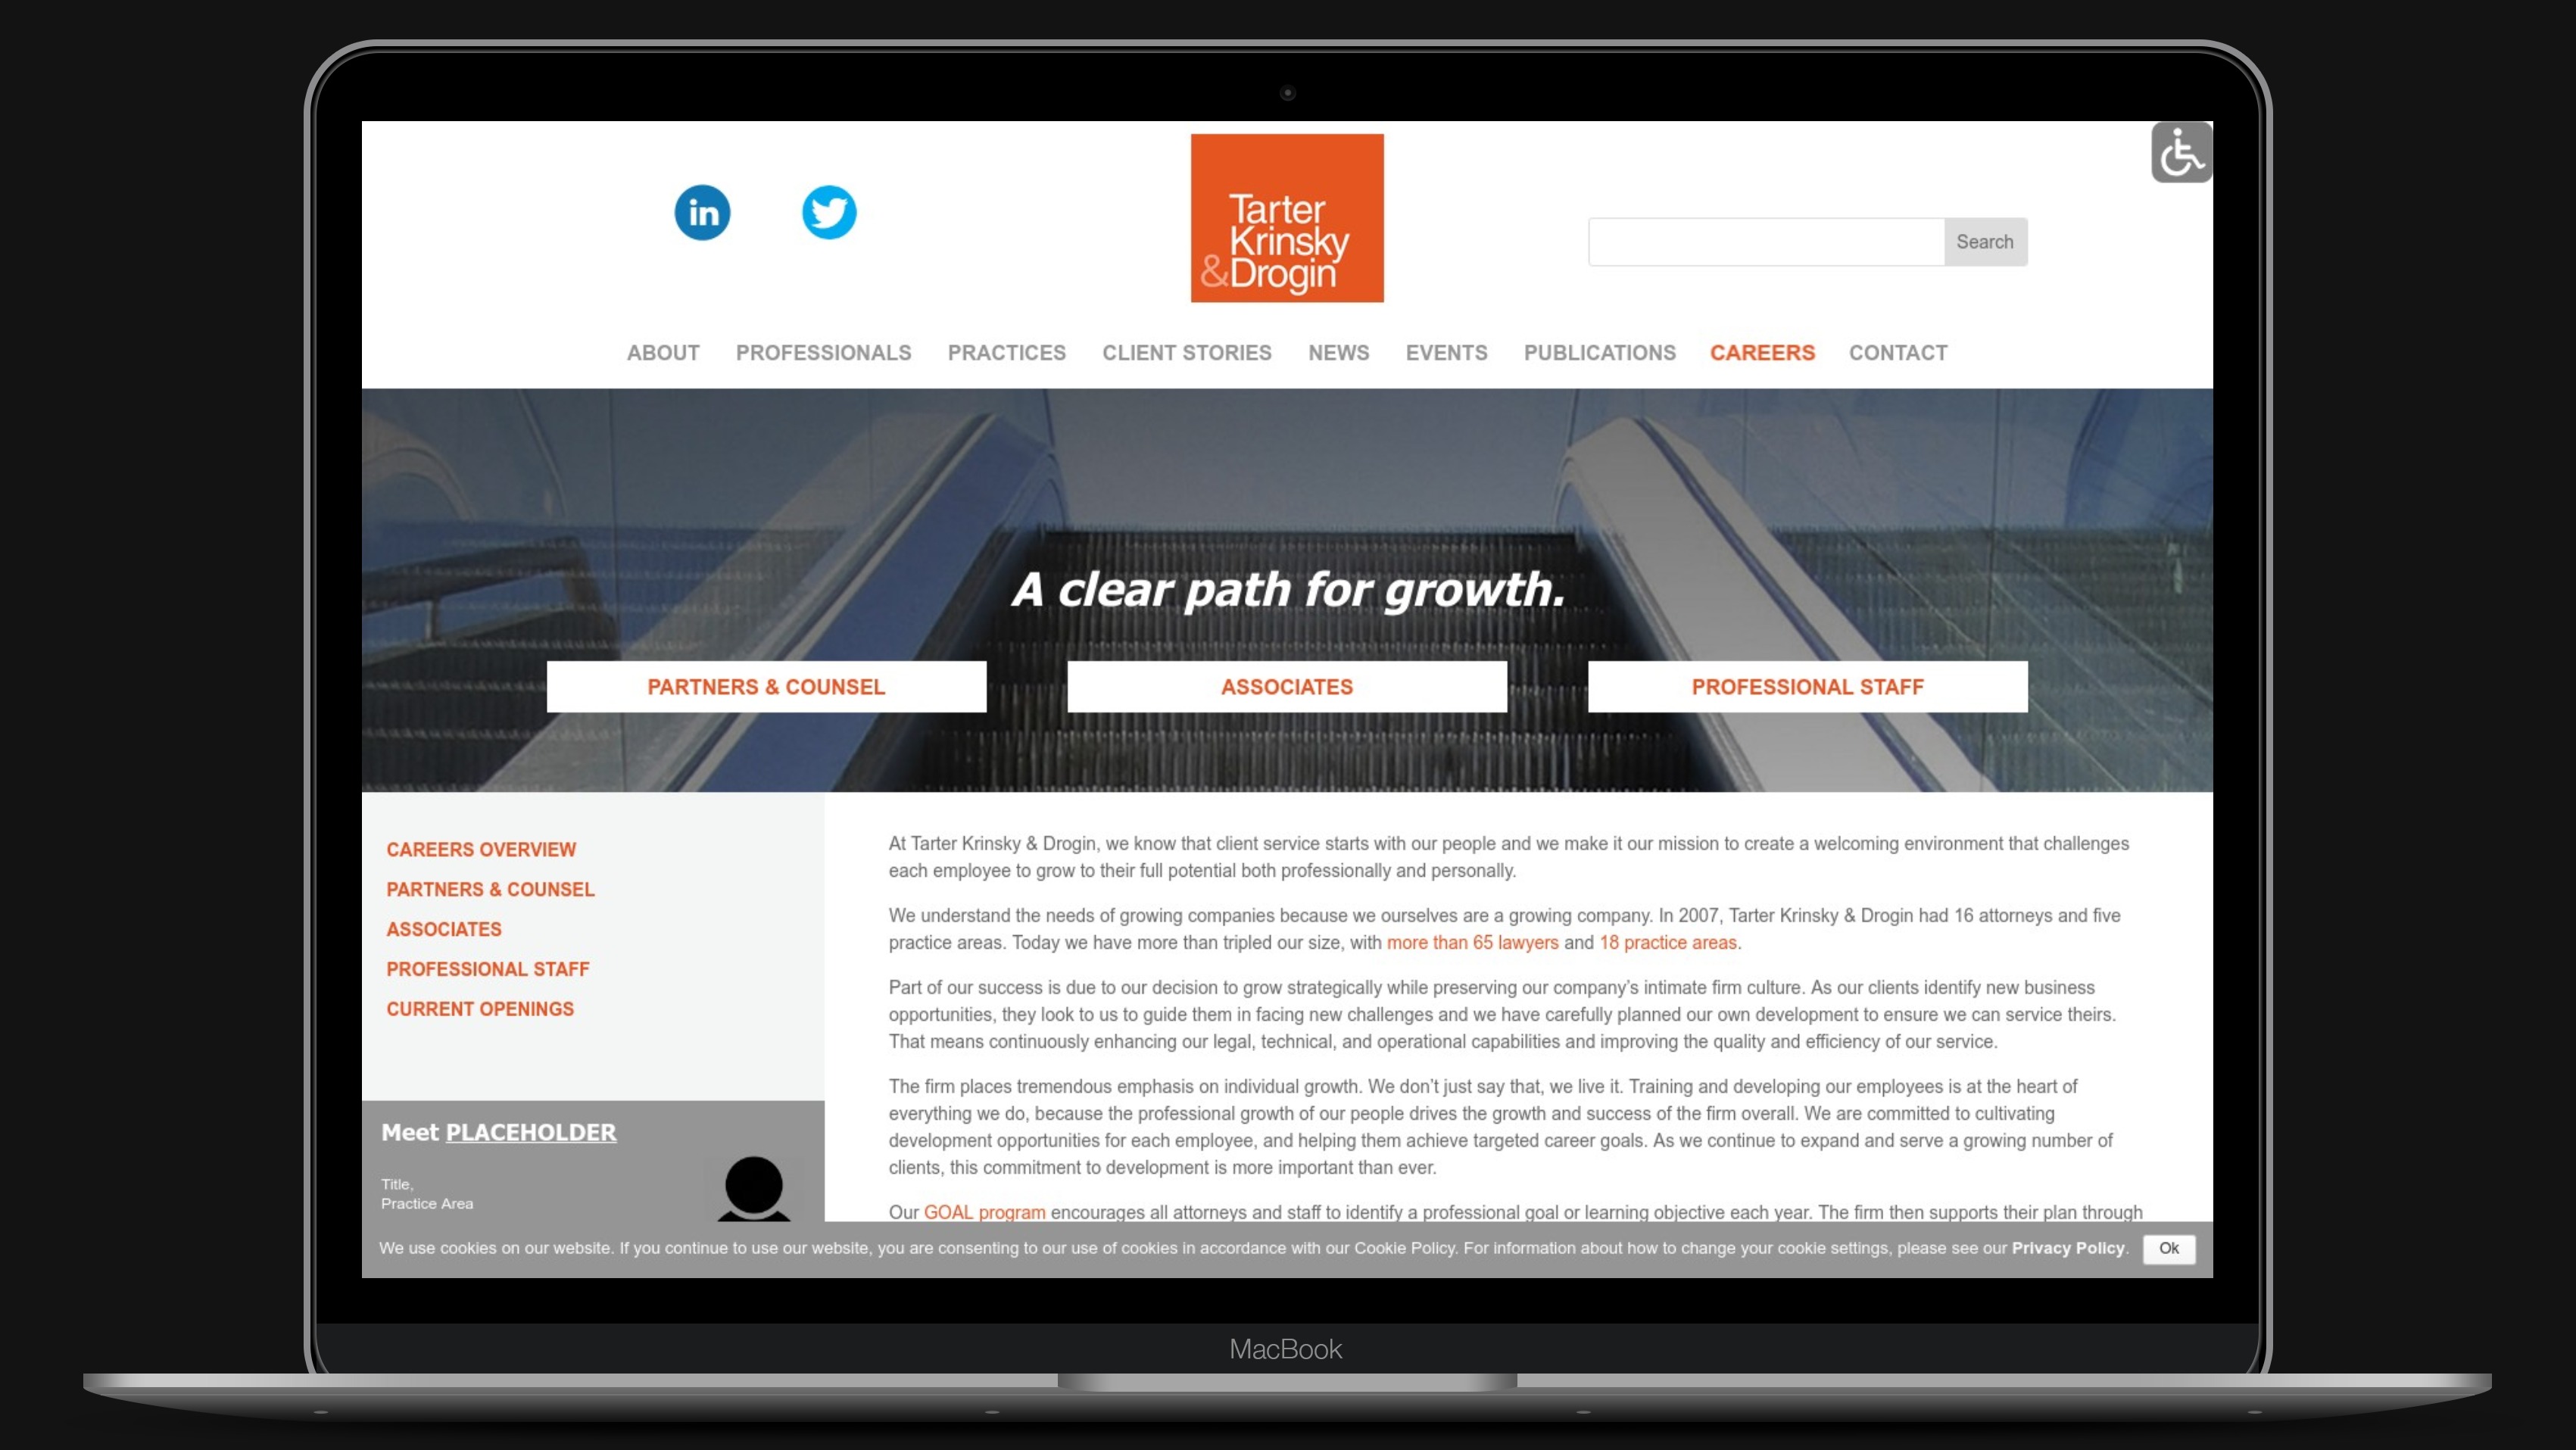 in
Tarter
Krinsky
&Drogin
Search
ABOUT PROFESSIONALS PRACTICES CLIENT STORIES NEWS EVENTS PUBLICATIONS CAREERS CONTACT
A clear path for growth.
PARTNERS & COUNSEL ASSOCIATES PROFESSIONAL STAFF
CAREERS OVERVIEW
PARTNERS & COUNSEL
ASSOCIATES
PROFESSIONAL STAFF
CURRENT OPENINGS
Meet PLACEHOLDER
Title,
Practice Area
At Tarter Krinsky & Drogin, we know that client service starts with our people and we make it our mission to create a welcoming environment that challenges
each employee to grow to their full potential both professionally and personally.
We understand the needs of growing companies because we ourselves are a growing company. In 2007, Tarter Krinsky & Drogin had 16 attorneys and five
practice areas. Today we have more than tripled our size, with more than 65 lawyers and 18 practice areas.
Part of our success is due to our decision to grow strategically while preserving our company’s intimate firm culture. As our clients identify new business
opportunities, they look to us to guide them in facing new challenges and we have carefully planned our own development to ensure we can service theirs.
That means continuously enhancing our legal, technical, and operational capabilities and improving the quality and efficiency of our service.
The firm places tremendous emphasis on individual growth. We don’t just say that, we live it. Training and developing our employees is at the heart of
everything we do, because the professional growth of our people drives the growth and success of the firm overall. We are committed to cultivating
development opportunities for each employee, and helping them achieve targeted career goals. As we continue to expand and serve a growing number of
clients, this commitment to development is more important than ever.
Our GOAL program encourages all attorneys and staff to identify a professional goal or learning objective each year. The firm then supports their plan through
We use cookies on our website. If you continue to use our website, you are consenting to our use of cookies in accordance with our Cookie Policy. For information about how to change your cookie settings, please see our Privacy Policy. Ok
MacBook